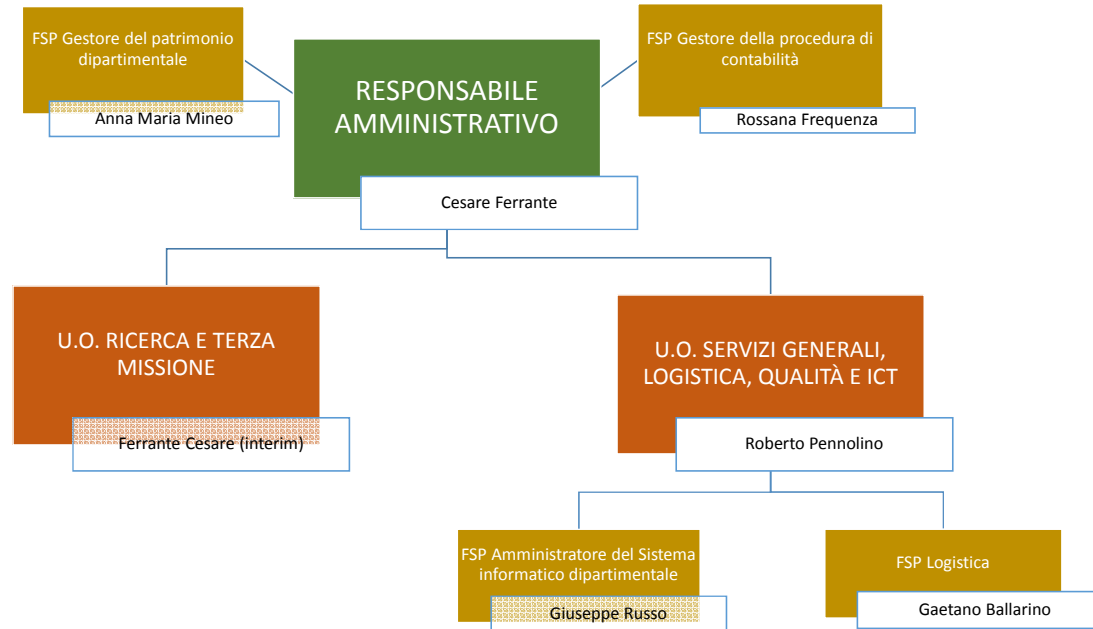 FSP Gestore del patrimonio
dipartimentale
Anna Maria Mineo
RESPONSABILE
AMMINISTRATIVO
Cesare Ferrante
FSP Gestore della procedura di
contabilità
Rossana Frequenza
U.O. RICERCA E TERZA
MISSIONE
Ferrante Cesare (interim)
U.O. SERVIZI GENERALI,
LOGISTICA, QUALITÀ E ICT
Roberto Pennolino
FSP Amministratore del Sistema
informatico dipartimentale
Giuseppe Russo
FSP Logistica
Gaetano Ballarino